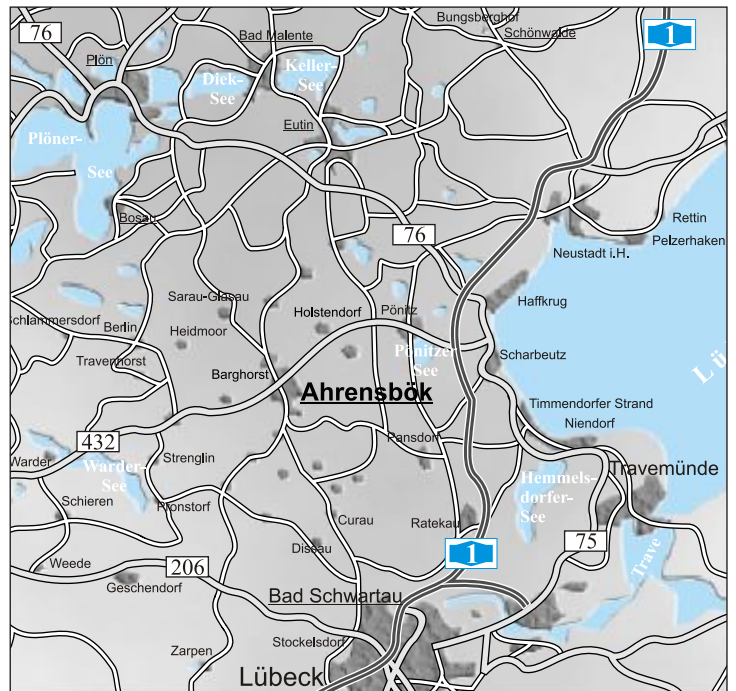 Bungsberghof
76
Bad Malente
Schönwalde
1
Plön
Diek-
See
Keller-
See
Eutin
Plöner-
See
Bosau
76
Rettin
Pelzerhaken
Neustadt i.H.
Sarau-Glasau
Haffkrug
Holstendorf
Pönitz
Schlammersdorf
Berlin
Heidmoor
Pönitzer
See
Travenhorst
Scharbeutz
Lü
Barghorst
Ahrensbök
Timmendorfer Strand
Niendorf
432
Pansdorf
Warder
Warder-
See
Strenglin
Travemünde
Hemmels-
dorfer-
See
Schieren
Pfonstorf
Curau
Ratekau
75
Dissau
1
Trave
Weede
206
Geschendorf
Bad Schwartau
Stockelsdorf
Zarpen
Lübeck